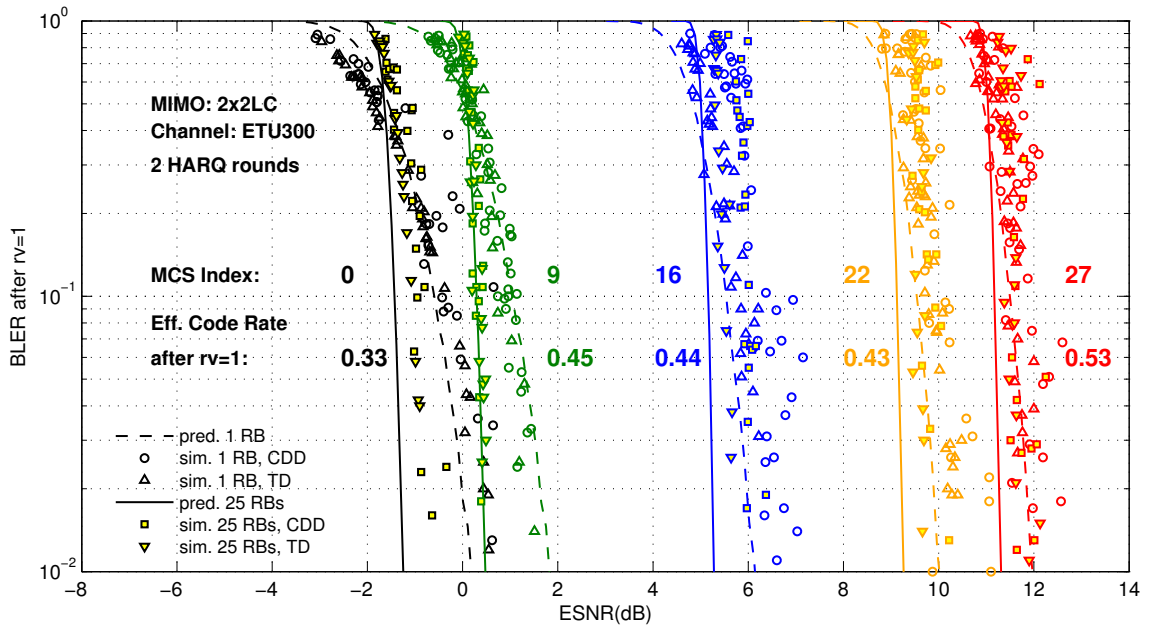 10^0
MIMO: 2x2LC
Channel: ETU300
2 HARQ rounds
MCS Index: 0 9 16 22 27
10^−1
Eff. Code Rate
after rv=1: 0.33 0.45 0.44 0.43 0.53
pred. 1 RB
sim. 1 RB, CDD
sim. 1 RB, TD
pred. 25 RBs
sim. 25 RBs, CDD
sim. 25 RBs, TD
10^−2
BLER after rv=1
−8 −6 −4 −2 0 2 4 6 8 10 12 14
ESNR(dB)